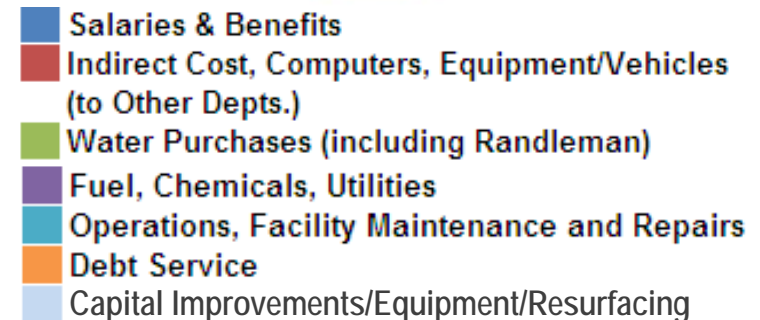 Salaries & Benefits
Indirect Cost, Computers, Equipment/Vehicles
(to Other Depts.)
Water Purchases (including Randleman)
Fuel, Chemicals, Utilities
Operations, Facility Maintenance and Repairs
Debt Service
Capital Improvements/Equipment/Resurfacing